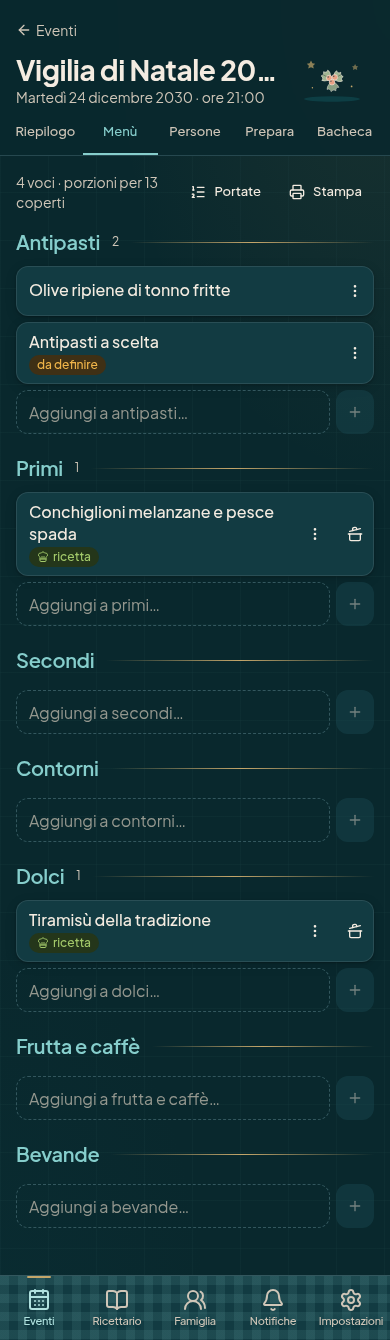 Eventi
Vigilia di Natale 20…
Martedì 24 dicembre 2030 · ore 21:00
Riepilogo Menù Persone Prepara Bacheca
4 voci · porzioni per 13
coperti
Portate Stampa
Antipasti 2
Olive ripiene di tonno fritte
Antipasti a scelta
da definire
Aggiungi a antipasti…
Primi 1
Conchiglioni melanzane e pesce
spada
ricetta
Aggiungi a primi…
Secondi
Aggiungi a secondi…
Contorni
Aggiungi a contorni…
Dolci 1
Tiramisù della tradizione
ricetta
Aggiungi a dolci…
Frutta e caffè
Aggiungi a frutta e caffè…
Bevande
Aggiungi a bevande…
Eventi Ricettario Famiglia Notifiche Impostazioni